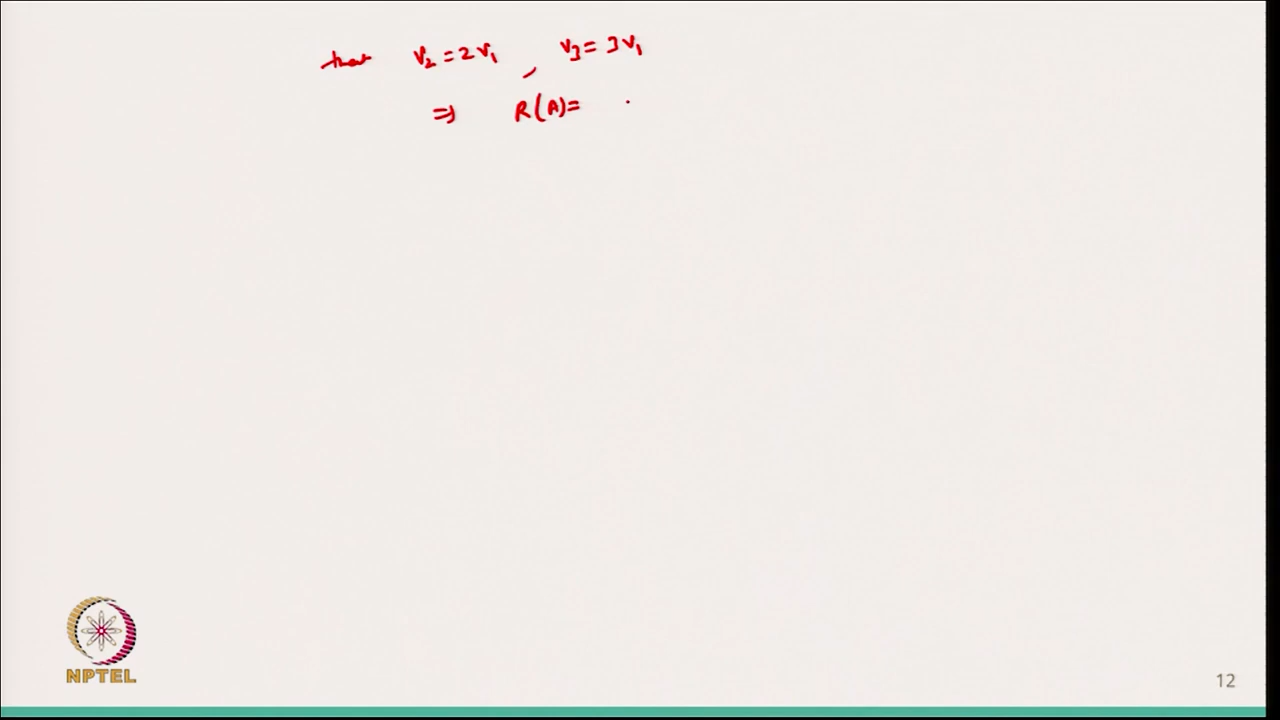 that v₂ = 2v₁ , v₃ = 3v₁
⇒ R(A) =
NPTEL
12